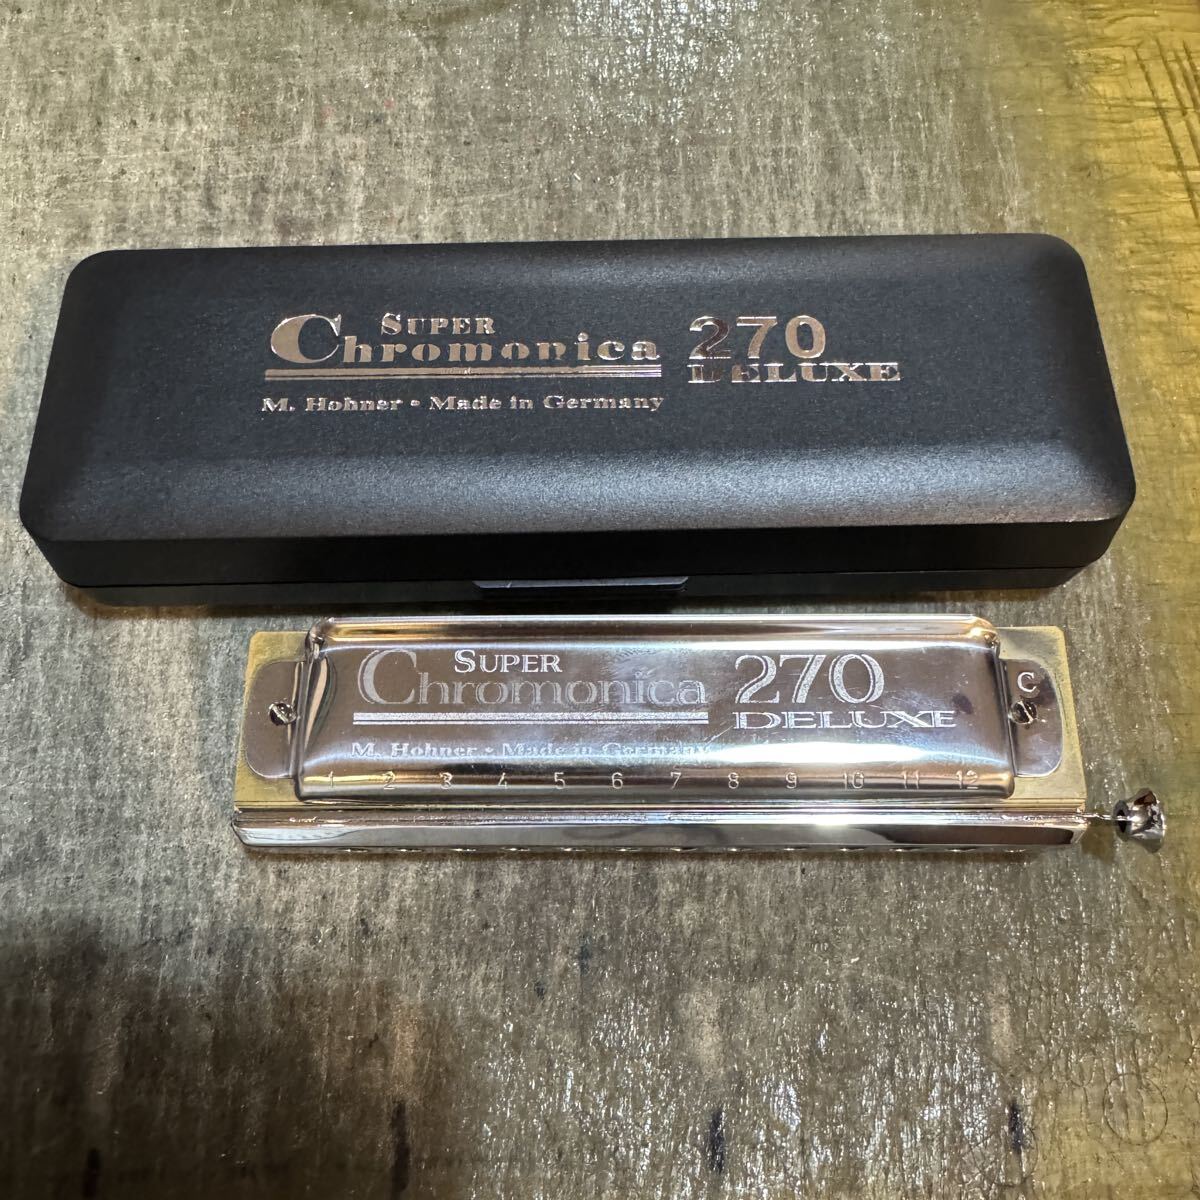 SUPER
Chromonica 270
DELUXE
M. Hohner • Made in Germany
SUPER
Chromonica 270
DELUXE
M. Hohner • Made in Germany
C
1 2 3 4 5 6 7 8 9 10 11 12